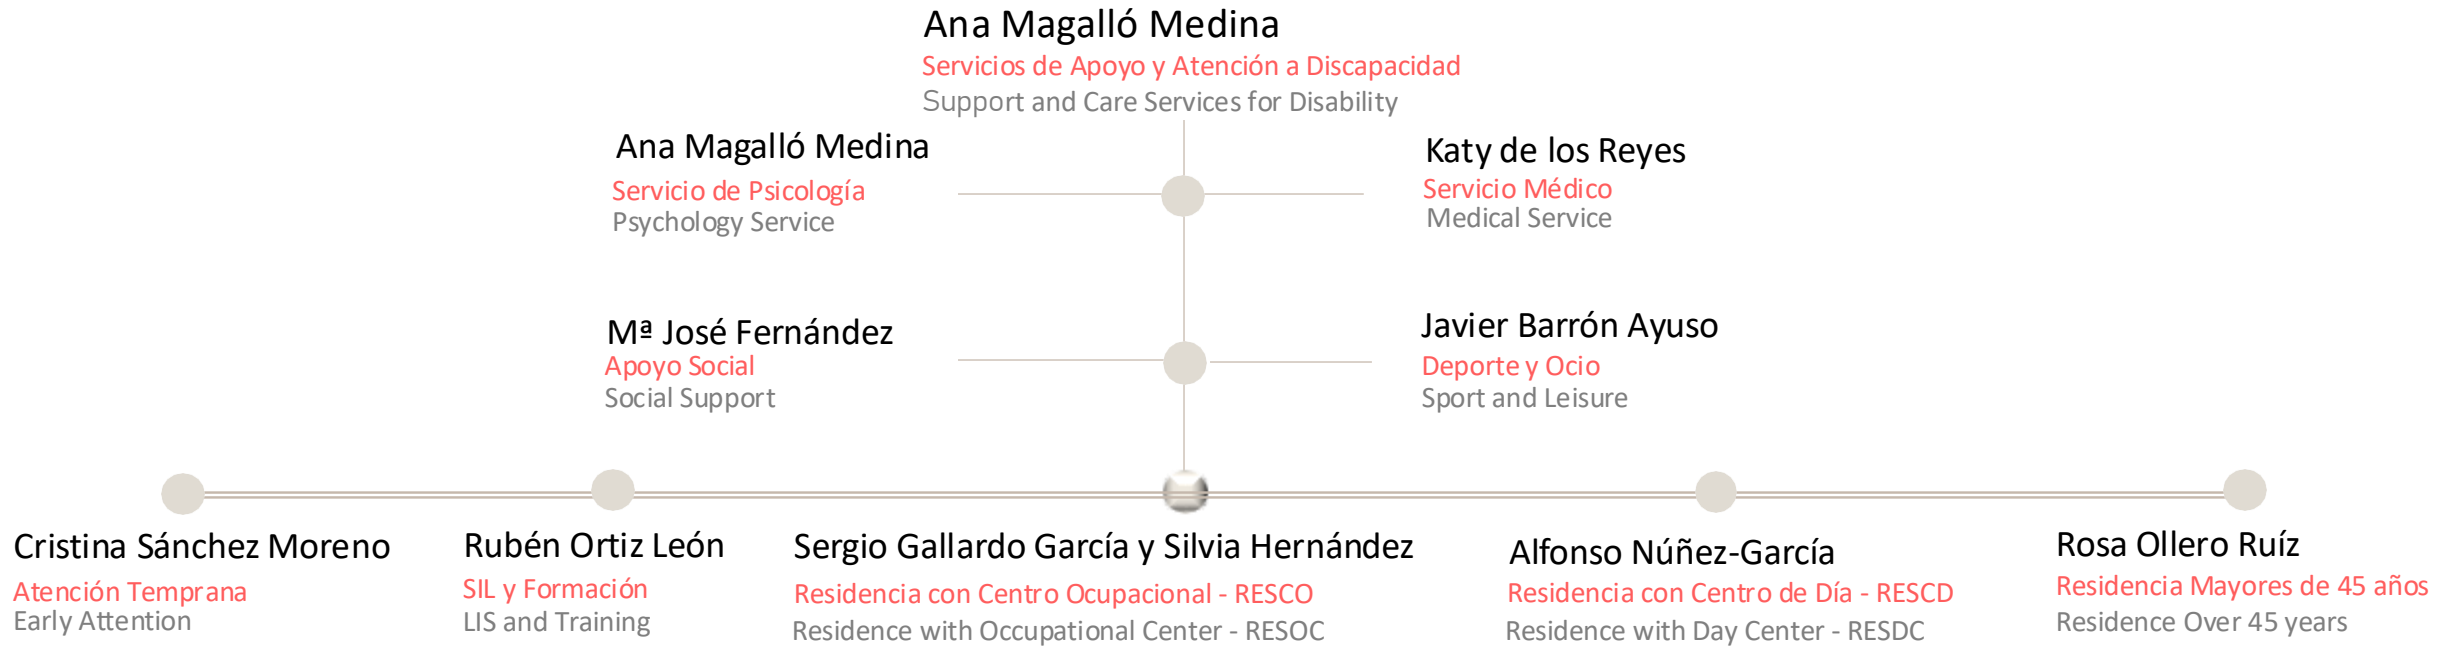 Ana Magalló Medina
Servicios de Apoyo y Atención a Discapacidad
Support and Care Services for Disability
Ana Magalló Medina
Servicio de Psicología
Psychology Service
Katy de los Reyes
Servicio Médico
Medical Service
Mª José Fernández
Apoyo Social
Social Support
Javier Barrón Ayuso
Deporte y Ocio
Sport and Leisure
Cristina Sánchez Moreno
Atención Temprana
Early Attention
Rubén Ortiz León
SIL y Formación
LIS and Training
Sergio Gallardo García y Silvia Hernández
Residencia con Centro Ocupacional - RESCO
Residence with Occupational Center - RESOC
Alfonso Núñez-García
Residencia con Centro de Día - RESCD
Residence with Day Center - RESDC
Rosa Ollero Ruíz
Residencia Mayores de 45 años
Residence Over 45 years